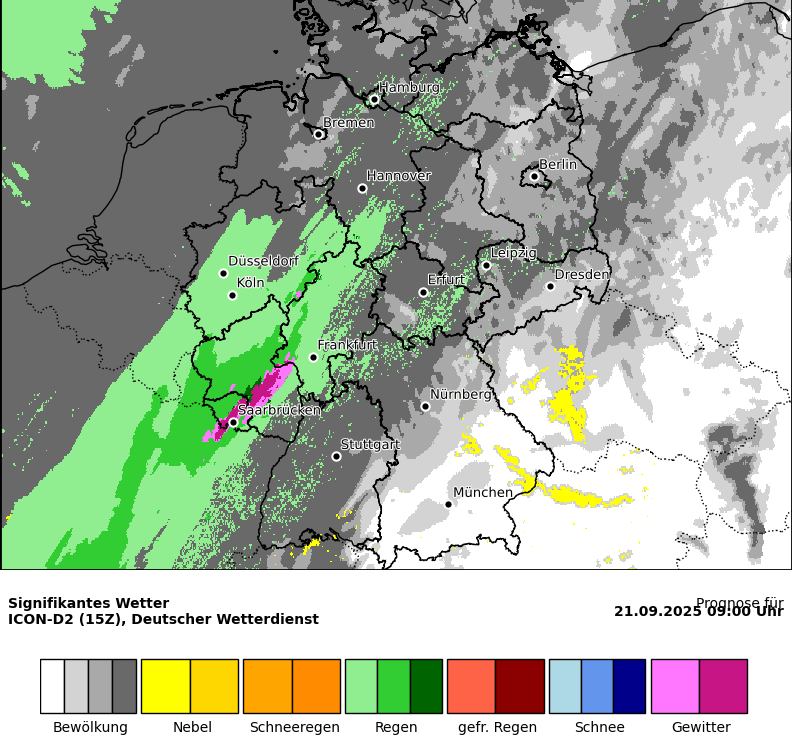 Hamburg
Bremen
Berlin
Hannover
Leipzig
Düsseldorf
Dresden
Köln
Erfurt
Frankfurt
Nürnberg
Saarbrücken
Stuttgart
München
Signifikantes Wetter
Prognose für
ICON-D2 (15Z), Deutscher Wetterdienst
21.09.2025 09:00 Uhr
Bewölkung Nebel Schneeregen Regen gefr. Regen Schnee Gewitter